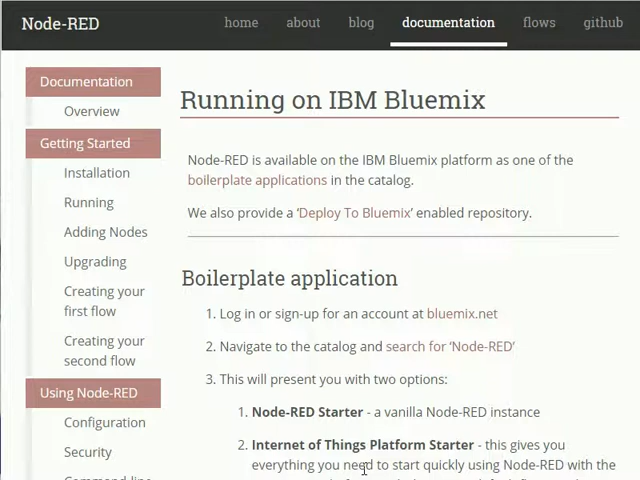 Node-RED
home about blog documentation flows github
Documentation
Overview
Getting Started
Installation
Running
Adding Nodes
Upgrading
Creating your
first flow
Creating your
second flow
Using Node-RED
Configuration
Security
Running on IBM Bluemix
Node-RED is available on the IBM Bluemix platform as one of the
boilerplate applications in the catalog.
We also provide a ‘Deploy To Bluemix’ enabled repository.
Boilerplate application
1. Log in or sign-up for an account at bluemix.net
2. Navigate to the catalog and search for ‘Node-RED’
3. This will present you with two options:
1. Node-RED Starter - a vanilla Node-RED instance
2. Internet of Things Platform Starter - this gives you
everything you need to start quickly using Node-RED with the